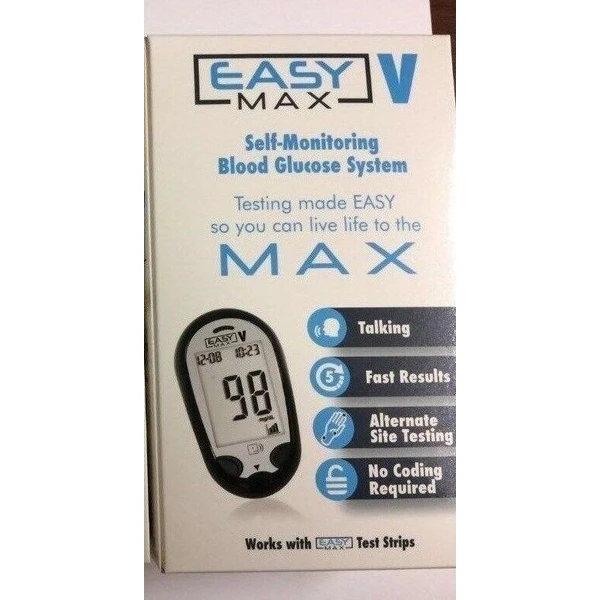 EASY V
MAX
Self-Monitoring
Blood Glucose System
Testing made EASY
so you can live life to the
MAX
EASY V
MAX
12-08 10:23
98
mg/dL
Talking
5
Fast Results
Alternate
Site Testing
No Coding
Required
Works with EASY MAX Test Strips